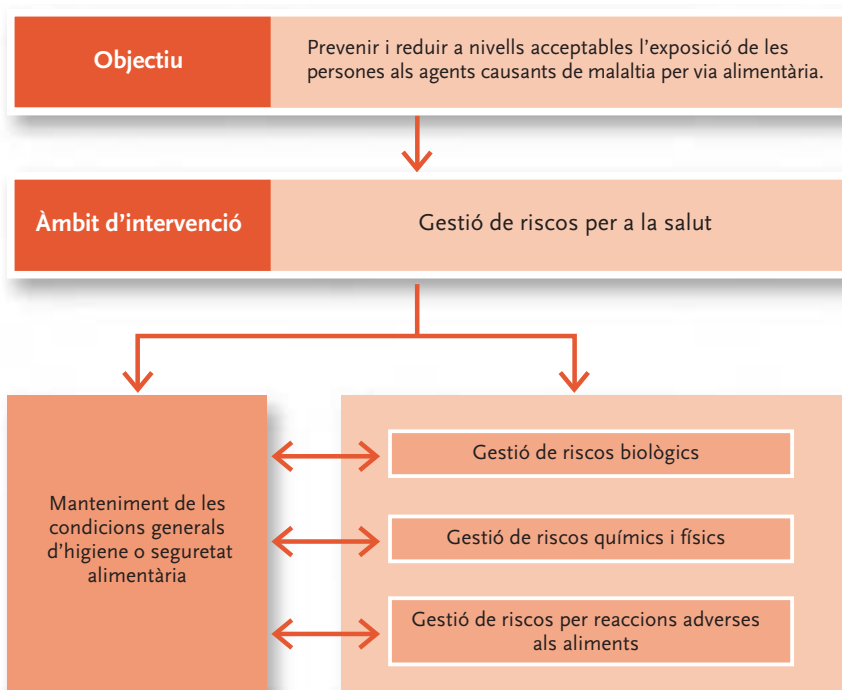 Objectiu
Prevenir i reduir a nivells acceptables l’exposició de les
persones als agents causants de malaltia per via alimentària.
Àmbit d’intervenció
Gestió de riscos per a la salut
Manteniment de les
condicions generals
d’higiene o seguretat
alimentària
Gestió de riscos biològics
Gestió de riscos químics i físics
Gestió de riscos per reaccions adverses
als aliments